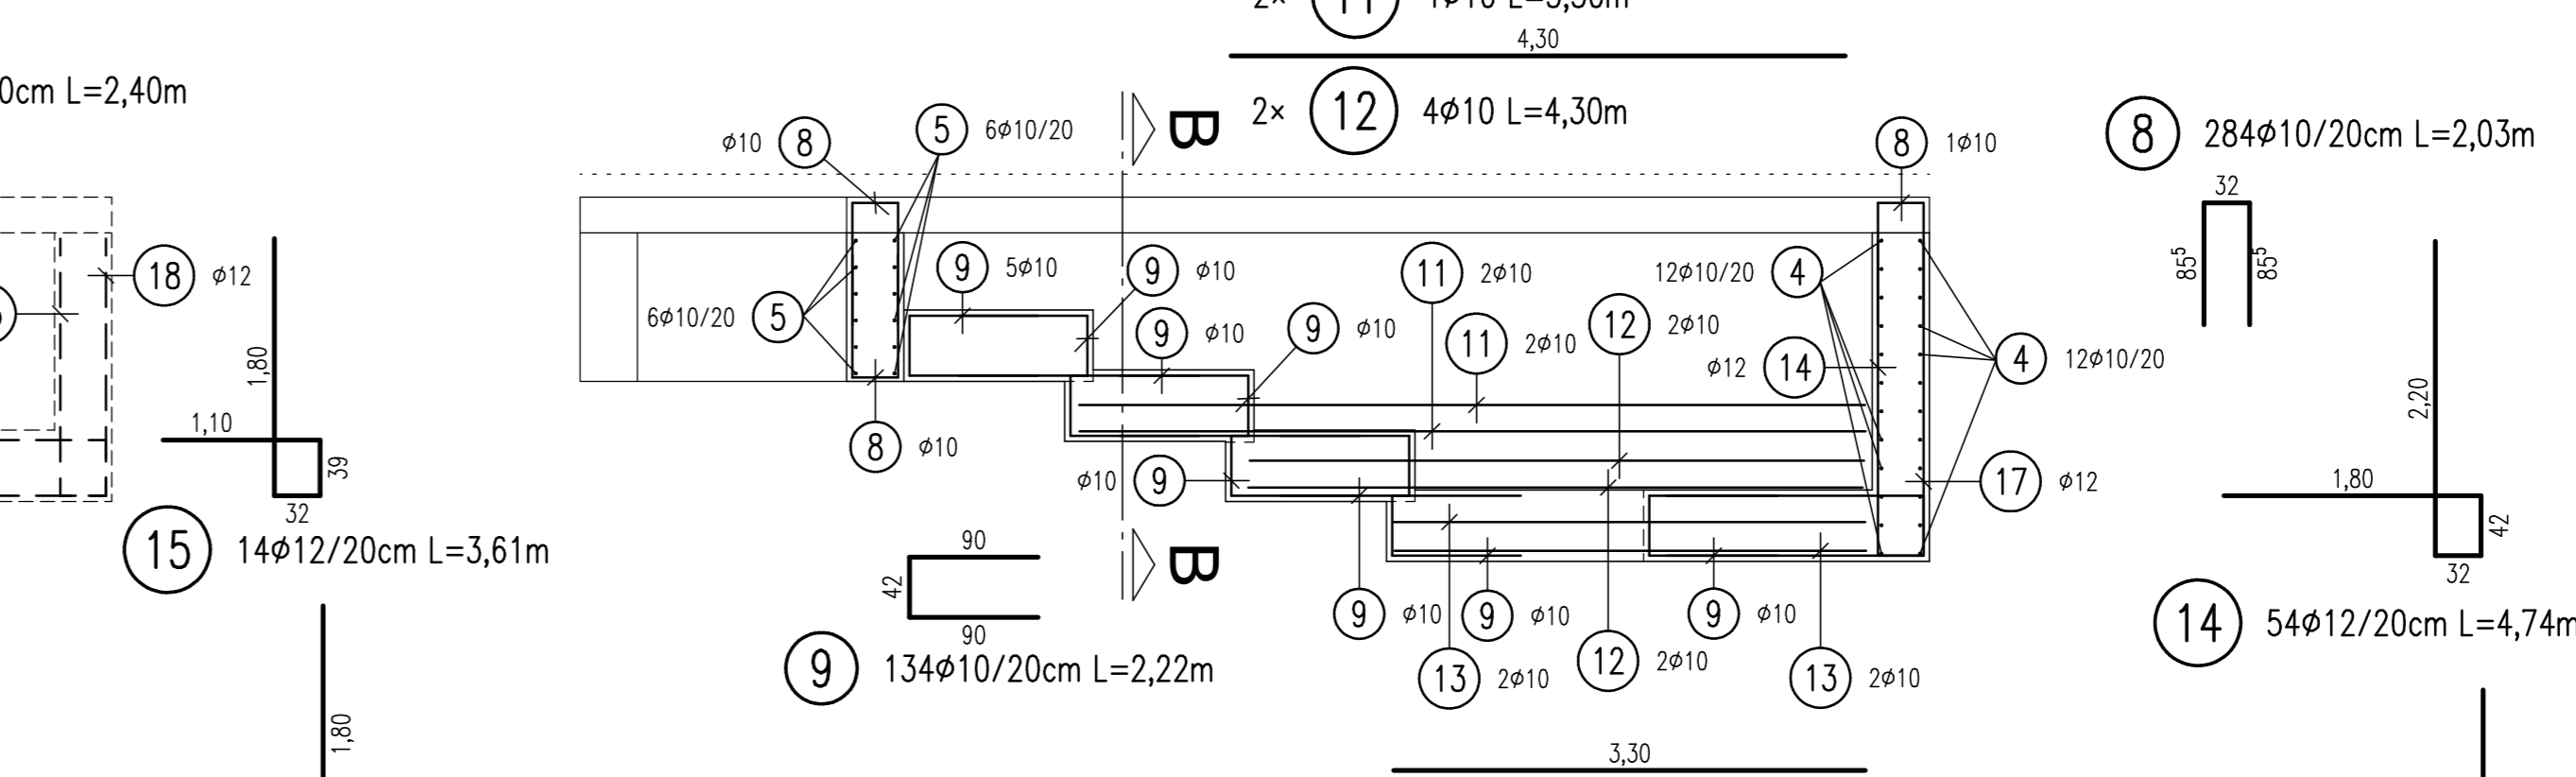 2× 11 1ø10 L=5,50m
4,30
0cm L=2,40m
2× 12 4ø10 L=4,30m
B
ø10 8
5 6ø10/20
8 1ø10
8 284ø10/20cm L=2,03m
32
85⁵
85⁵
18 ø12
9 5ø10
9 ø10
11 2ø10
12ø10/20 4
6ø10/20 5
9 ø10
9 ø10
11 2ø10
12 2ø10
ø12 14
4 12ø10/20
1,80
1,10
39
32
8 ø10
ø10 9
17 ø12
2,20
1,80
42
32
15 14ø12/20cm L=3,61m
90
42
90
B
9 134ø10/20cm L=2,22m
9 ø10
9 ø10
9 ø10
13 2ø10
12 2ø10
13 2ø10
14 54ø12/20cm L=4,74m
1,80
3,30